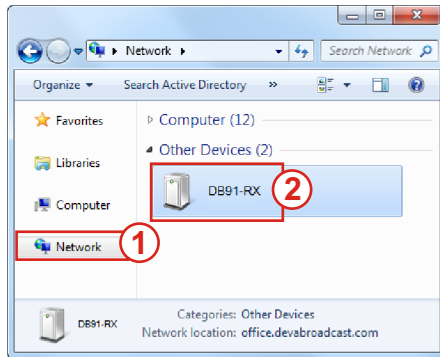 Network
Search Network
Organize Search Active Directory »
Favorites
Libraries
Computer
Network
1
Computer (12)
Other Devices (2)
DB91-RX
2
DB91-RX
Categories: Other Devices
Network location: office.devabroadcast.com